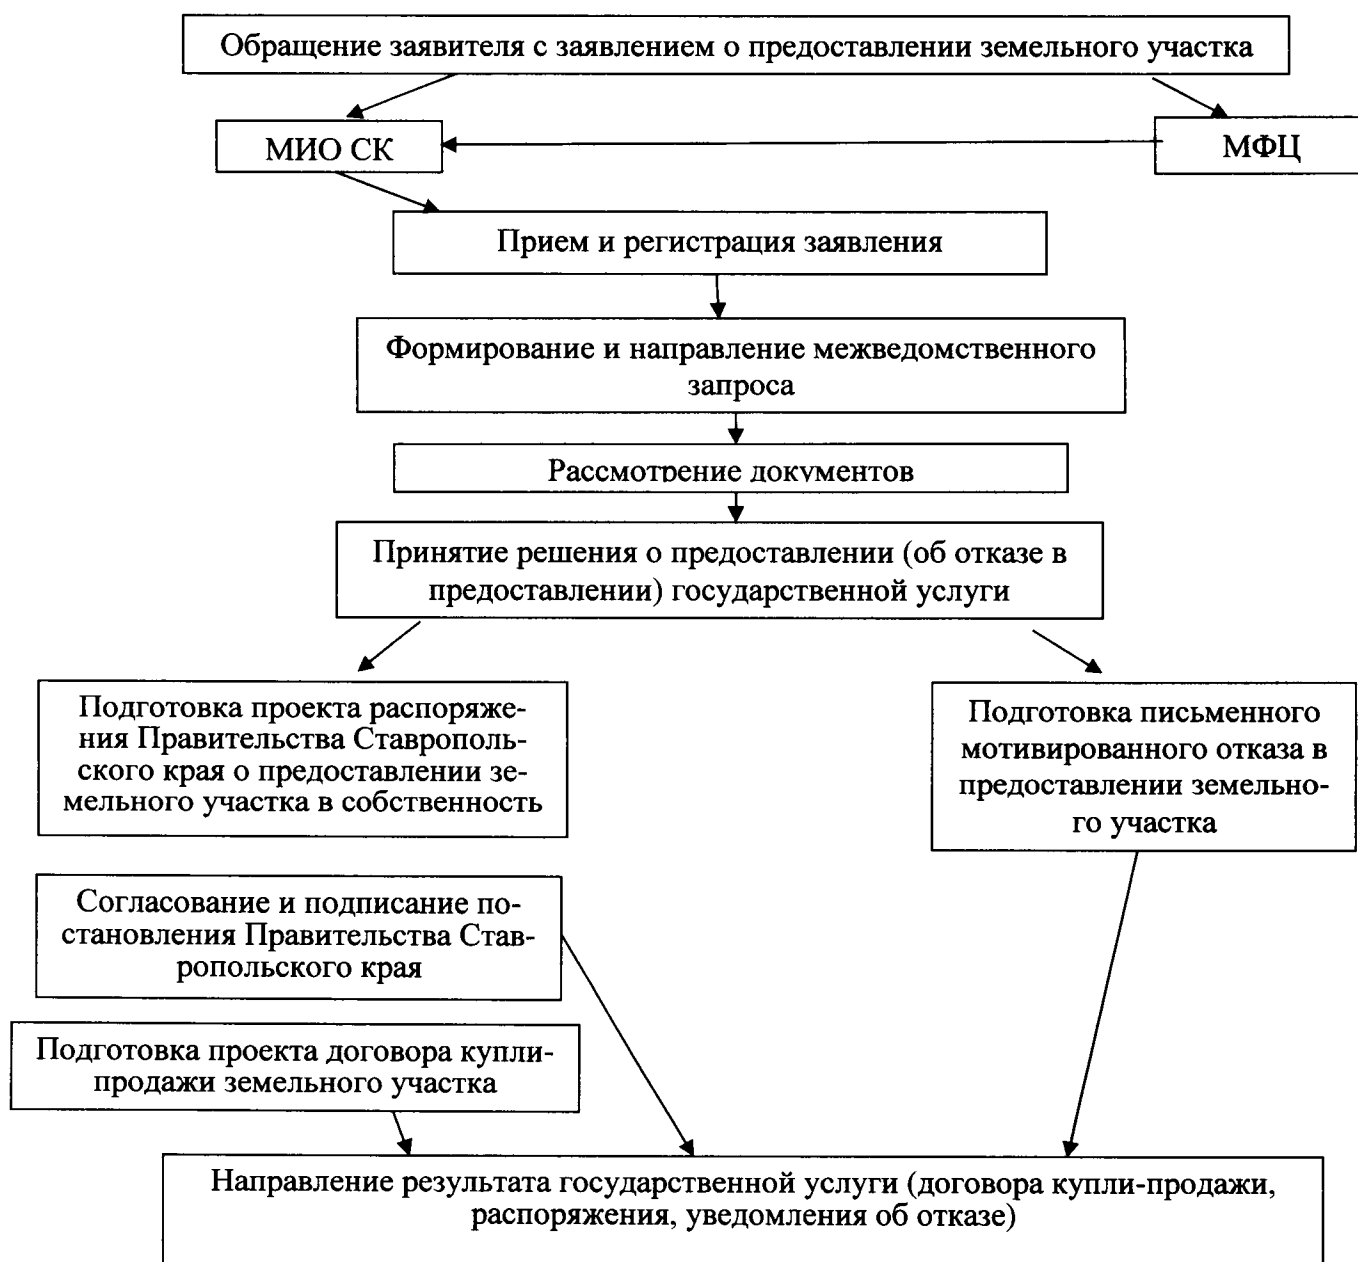 Обращение заявителя с заявлением о предоставлении земельного участка
МИО СК
МФЦ
Прием и регистрация заявления
Формирование и направление межведомственного
запроса
Рассмотрение документов
Принятие решения о предоставлении (об отказе в
предоставлении) государственной услуги
Подготовка проекта распоряже-
ния Правительства Ставрополь-
ского края о предоставлении зе-
мельного участка в собственность
Подготовка письменного
мотивированного отказа в
предоставлении земельно-
го участка
Согласование и подписание по-
становления Правительства Став-
ропольского края
Подготовка проекта договора купли-
продажи земельного участка
Направление результата государственной услуги (договора купли-продажи,
распоряжения, уведомления об отказе)